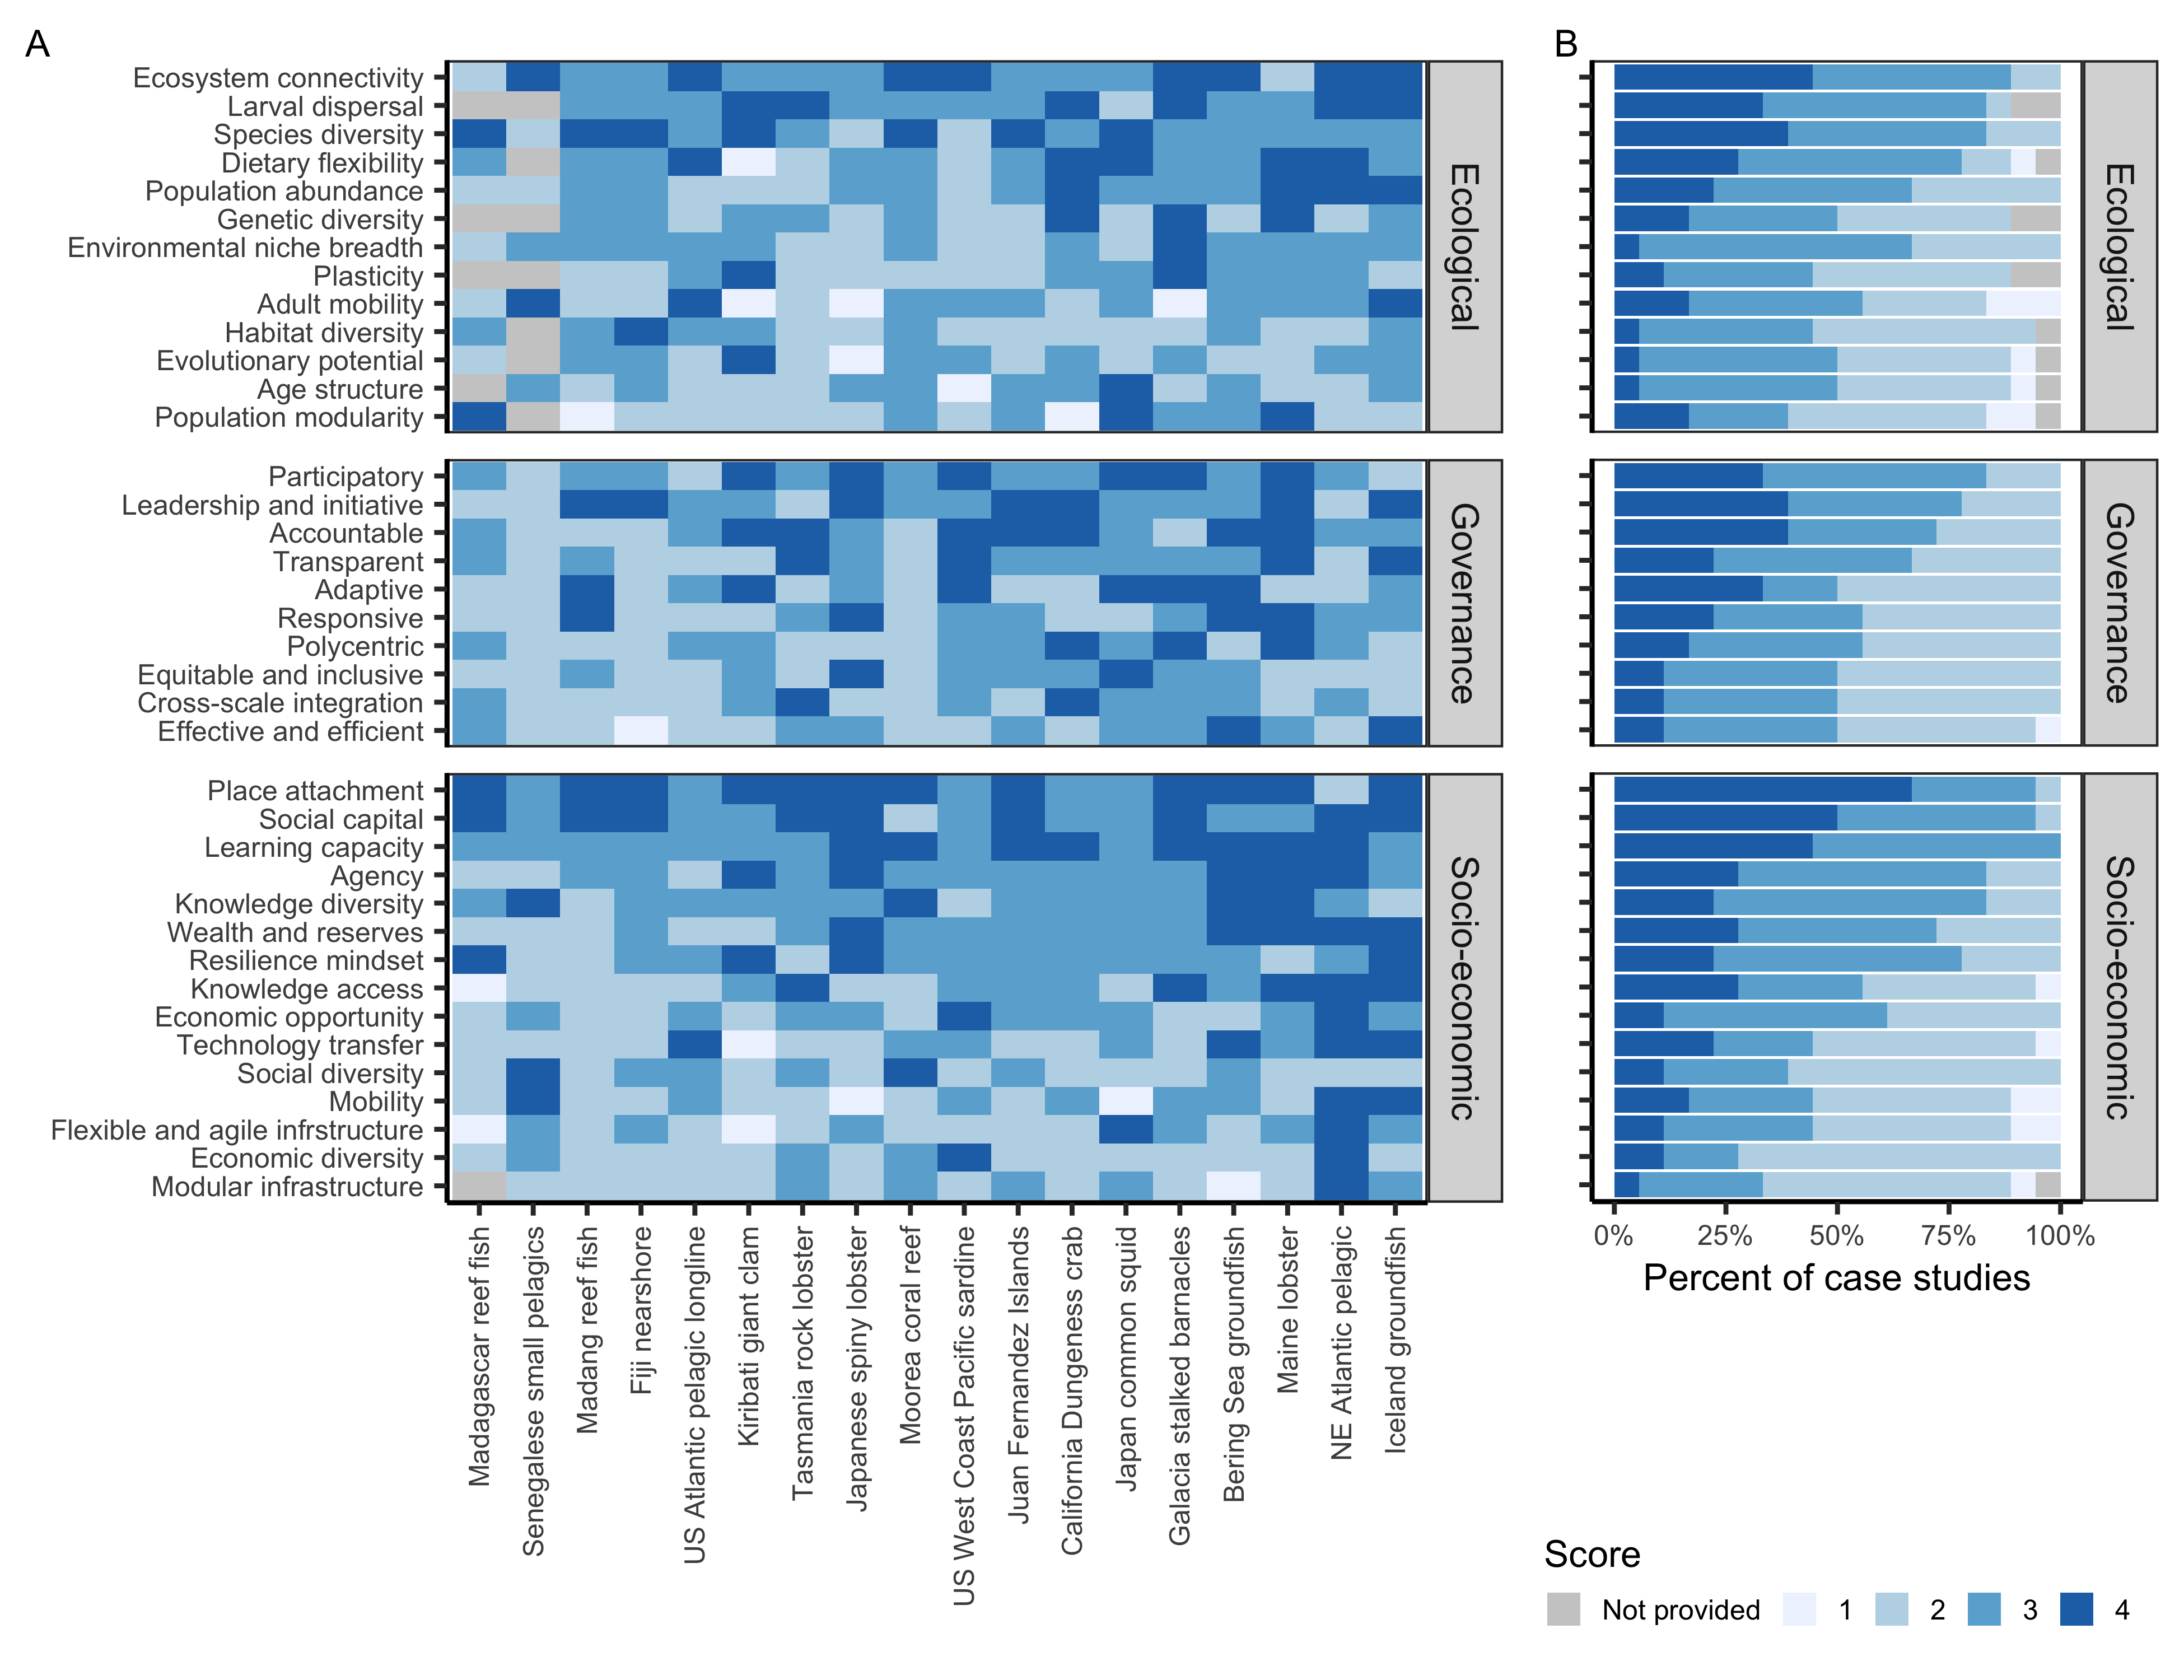 A
B
Ecosystem connectivity
Larval dispersal
Species diversity
Dietary flexibility
Population abundance
Genetic diversity
Environmental niche breadth
Plasticity
Adult mobility
Habitat diversity
Evolutionary potential
Age structure
Population modularity
Ecological
Ecological
Participatory
Leadership and initiative
Accountable
Transparent
Adaptive
Responsive
Polycentric
Equitable and inclusive
Cross-scale integration
Effective and efficient
Governance
Governance
Place attachment
Social capital
Learning capacity
Agency
Knowledge diversity
Wealth and reserves
Resilience mindset
Knowledge access
Economic opportunity
Technology transfer
Social diversity
Mobility
Flexible and agile infrstructure
Economic diversity
Modular infrastructure
Socio-economic
Socio-economic
Madagascar reef fish
Senegalese small pelagics
Madang reef fish
Fiji nearshore
US Atlantic pelagic longline
Kiribati giant clam
Tasmania rock lobster
Japanese spiny lobster
Moorea coral reef
US West Coast Pacific sardine
Juan Fernandez Islands
California Dungeness crab
Japan common squid
Galacia stalked barnacles
Bering Sea groundfish
Maine lobster
NE Atlantic pelagic
Iceland groundfish
0% 25% 50% 75% 100%
Percent of case studies
Score
Not provided 1 2 3 4